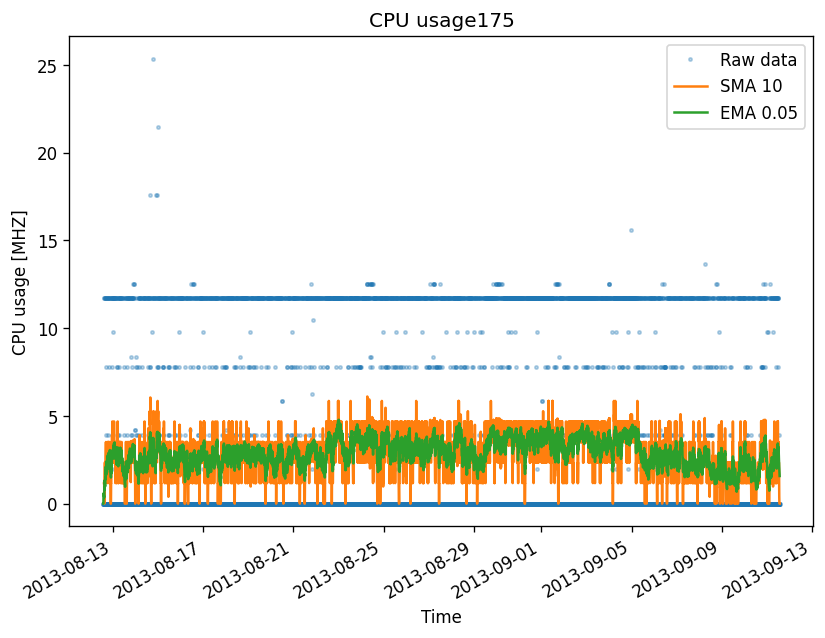 CPU usage175
Raw data
SMA 10
EMA 0.05
CPU usage [MHZ]
25
20
15
10
5
0
2013-08-13
2013-08-17
2013-08-21
2013-08-25
2013-08-29
2013-09-01
2013-09-05
2013-09-09
2013-09-13
Time